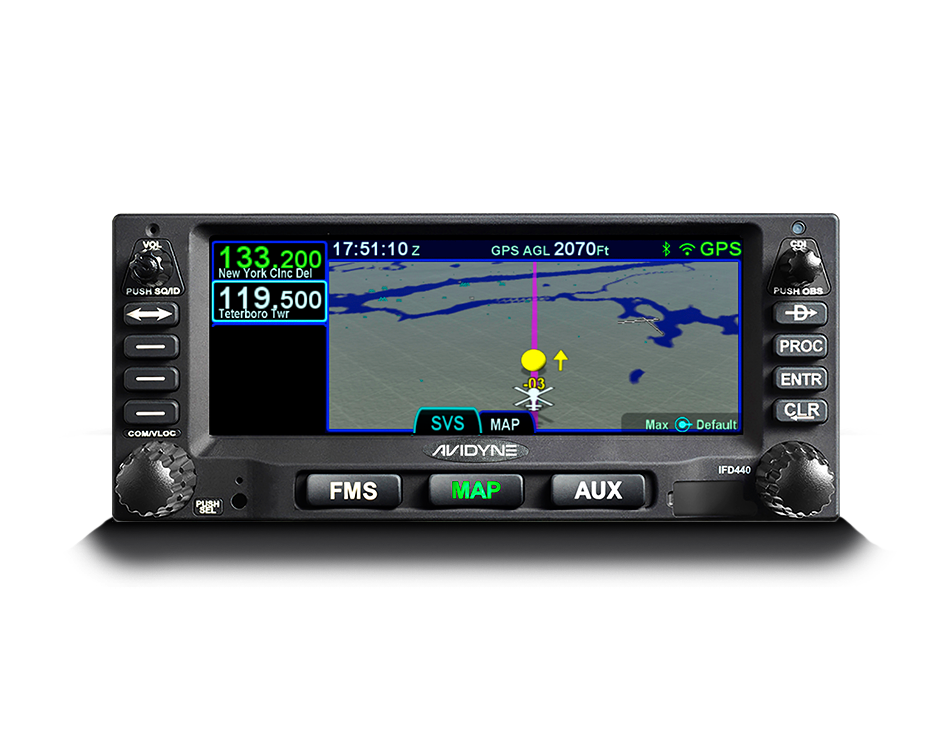 VOL
PUSH SQ/ID
133.200
New York Clnc Del
119.500
Teterboro Twr
17:51:10 Z
GPS AGL 2070Ft
GPS
CDI
PUSH OBS
D
PROC
ENTR
CLR
-03
SVS
MAP
Max
Default
COM/VLOC
AVIDYNE
IFD440
PUSH
SEL
FMS
MAP
AUX